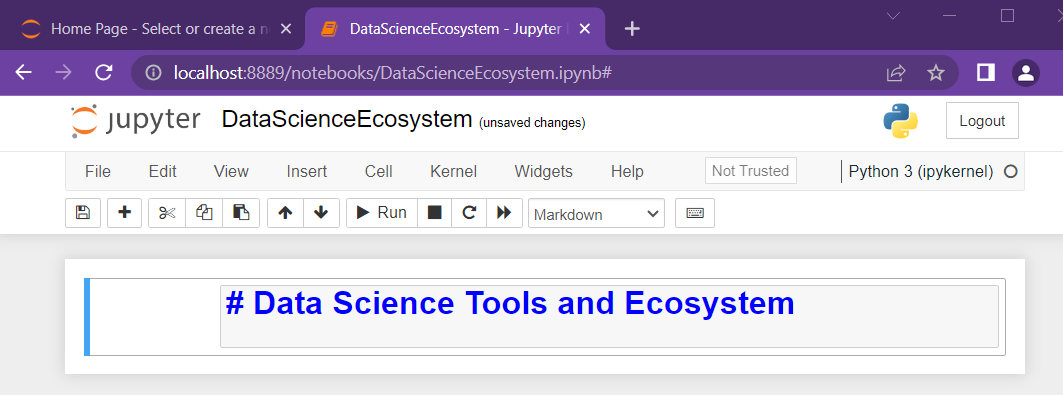 Home Page - Select or create a n
DataScienceEcosystem - Jupyter
localhost:8889/notebooks/DataScienceEcosystem.ipynb#
jupyter DataScienceEcosystem (unsaved changes) Logout
File Edit View Insert Cell Kernel Widgets Help Not Trusted Python 3 (ipykernel)
Run Markdown
# Data Science Tools and Ecosystem